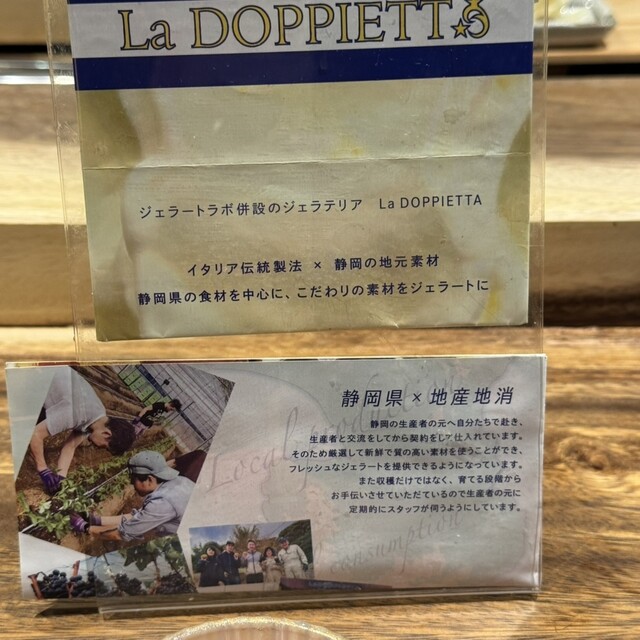 La DOPPIETTA
ジェラートラボ併設のジェラテリア La DOPPIETTA
イタリア伝統製法 × 静岡の地元素材
静岡県の食材を中心に、こだわりの素材をジェラートに
静岡県 × 地産地消
静岡の生産者の元へ自分たちで赴き、
生産者と交流をしてから契約をして仕入れています。
そのため厳選して新鮮で質の高い素材を使うことができ、
フレッシュなジェラートを提供できるようになっています。
また収穫だけではなく、育てる段階から
お手伝いさせていただているので生産者の元に
定期的にスタッフが伺うようにしています。
Local production
consumption